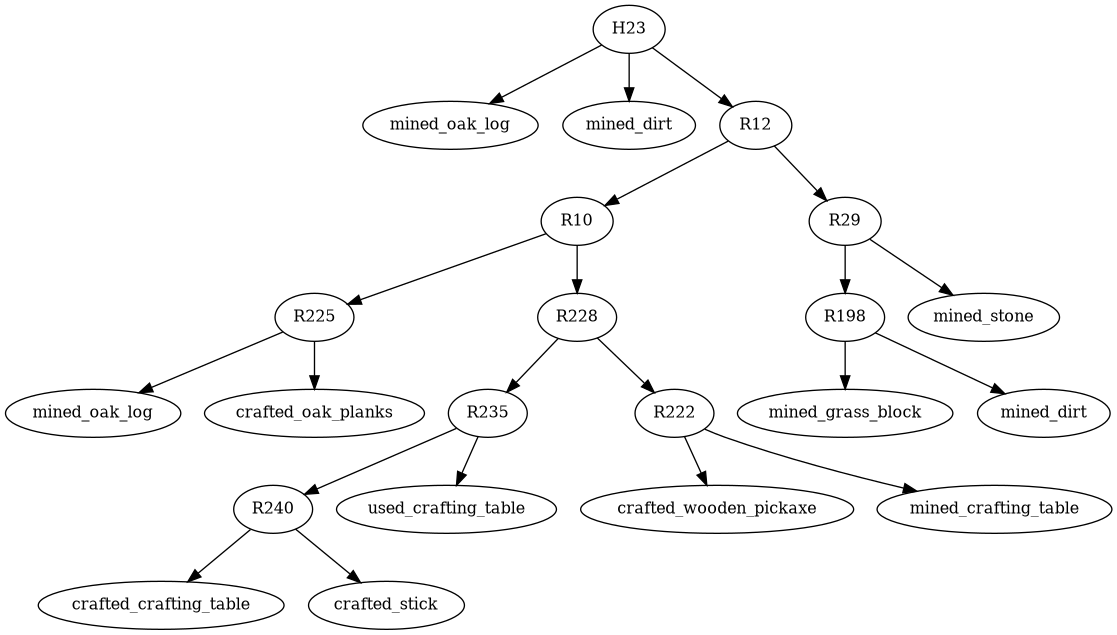 H23
mined_oak_log
mined_dirt
R12
R10
R29
R225
R228
R198
mined_stone
mined_oak_log
crafted_oak_planks
R235
R222
mined_grass_block
mined_dirt
R240
used_crafting_table
crafted_wooden_pickaxe
mined_crafting_table
crafted_crafting_table
crafted_stick